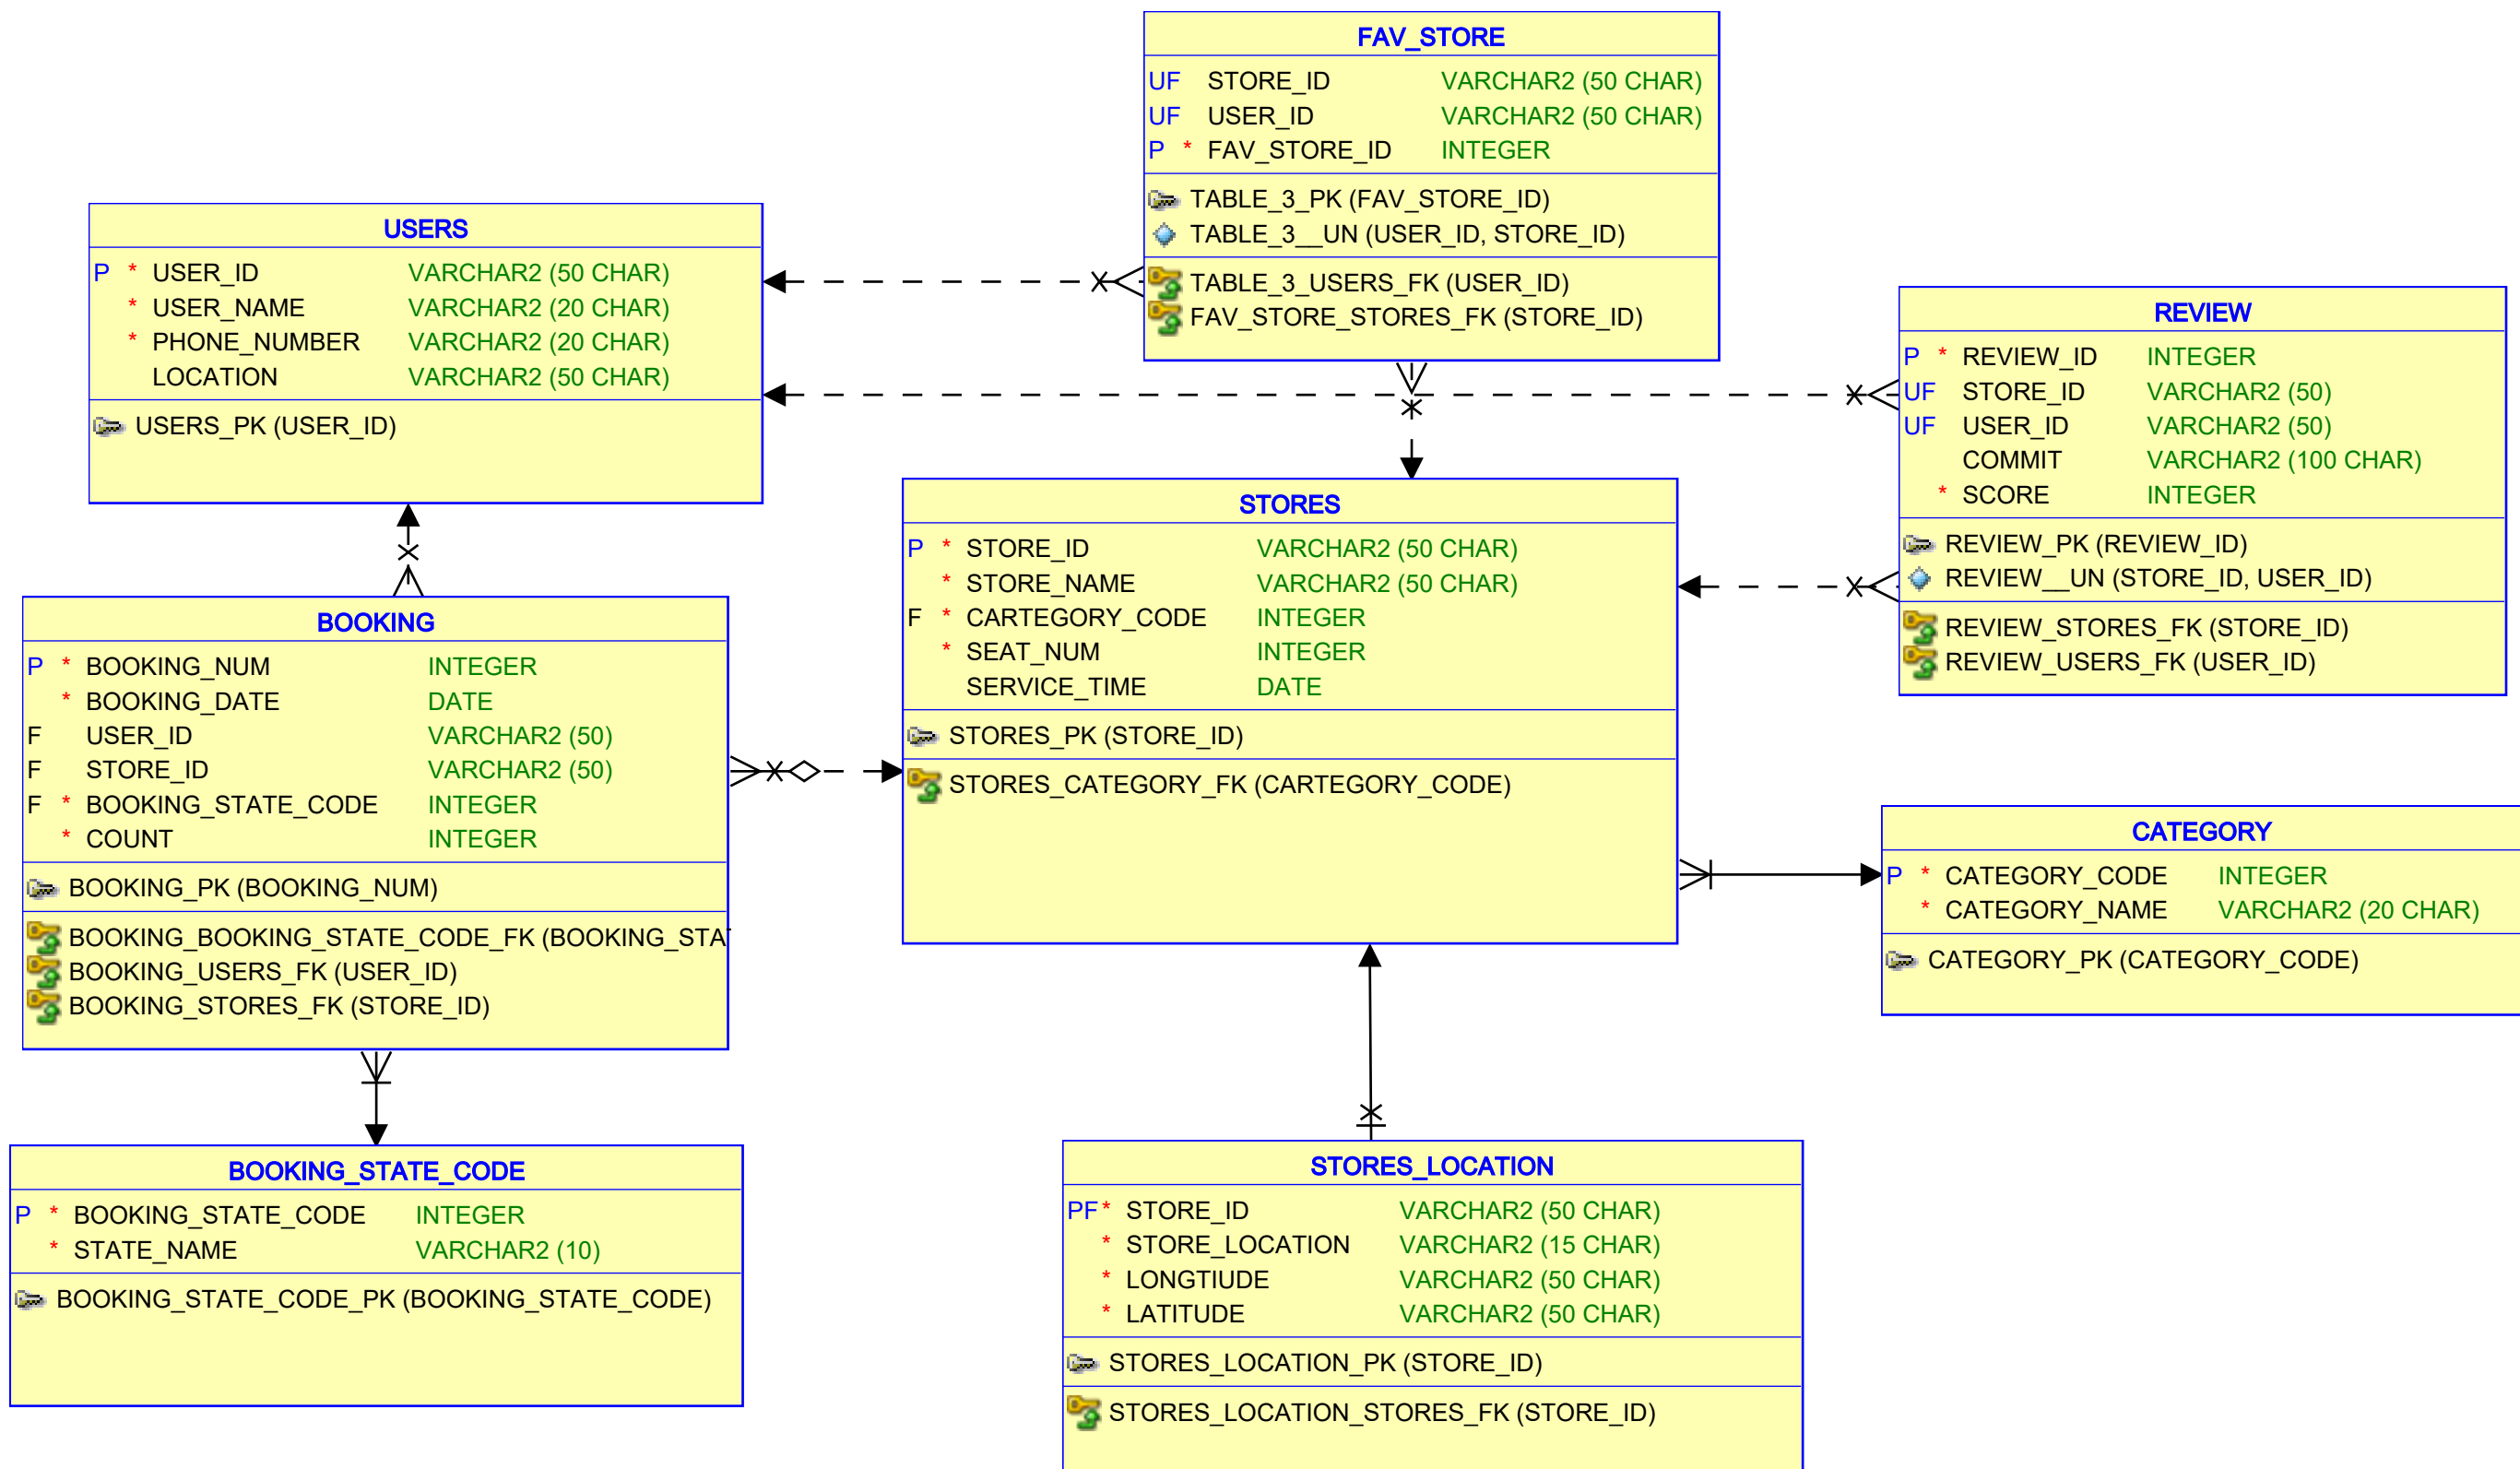 FAV_STORE
UF STORE_ID VARCHAR2 (50 CHAR)
UF USER_ID VARCHAR2 (50 CHAR)
P * FAV_STORE_ID INTEGER
TABLE_3_PK (FAV_STORE_ID)
TABLE_3__UN (USER_ID, STORE_ID)
TABLE_3_USERS_FK (USER_ID)
FAV_STORE_STORES_FK (STORE_ID)
USERS
P * USER_ID VARCHAR2 (50 CHAR)
* USER_NAME VARCHAR2 (20 CHAR)
* PHONE_NUMBER VARCHAR2 (20 CHAR)
LOCATION VARCHAR2 (50 CHAR)
USERS_PK (USER_ID)
REVIEW
P * REVIEW_ID INTEGER
UF STORE_ID VARCHAR2 (50)
UF USER_ID VARCHAR2 (50)
COMMIT VARCHAR2 (100 CHAR)
* SCORE INTEGER
REVIEW_PK (REVIEW_ID)
REVIEW__UN (STORE_ID, USER_ID)
REVIEW_STORES_FK (STORE_ID)
REVIEW_USERS_FK (USER_ID)
STORES
P * STORE_ID VARCHAR2 (50 CHAR)
* STORE_NAME VARCHAR2 (50 CHAR)
F * CARTEGORY_CODE INTEGER
* SEAT_NUM INTEGER
SERVICE_TIME DATE
STORES_PK (STORE_ID)
STORES_CATEGORY_FK (CARTEGORY_CODE)
BOOKING
P * BOOKING_NUM INTEGER
* BOOKING_DATE DATE
F USER_ID VARCHAR2 (50)
F STORE_ID VARCHAR2 (50)
F * BOOKING_STATE_CODE INTEGER
* COUNT INTEGER
BOOKING_PK (BOOKING_NUM)
BOOKING_BOOKING_STATE_CODE_FK (BOOKING_STA
BOOKING_USERS_FK (USER_ID)
BOOKING_STORES_FK (STORE_ID)
CATEGORY
P * CATEGORY_CODE INTEGER
* CATEGORY_NAME VARCHAR2 (20 CHAR)
CATEGORY_PK (CATEGORY_CODE)
BOOKING_STATE_CODE
P * BOOKING_STATE_CODE INTEGER
* STATE_NAME VARCHAR2 (10)
BOOKING_STATE_CODE_PK (BOOKING_STATE_CODE)
STORES_LOCATION
PF* STORE_ID VARCHAR2 (50 CHAR)
* STORE_LOCATION VARCHAR2 (15 CHAR)
* LONGTIUDE VARCHAR2 (50 CHAR)
* LATITUDE VARCHAR2 (50 CHAR)
STORES_LOCATION_PK (STORE_ID)
STORES_LOCATION_STORES_FK (STORE_ID)